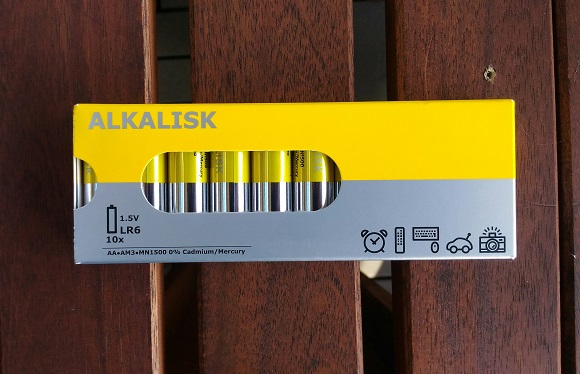 ALKALISK
1.5V
LR6
10x
AA•AM3•MN1500 0% Cadmium/Mercury